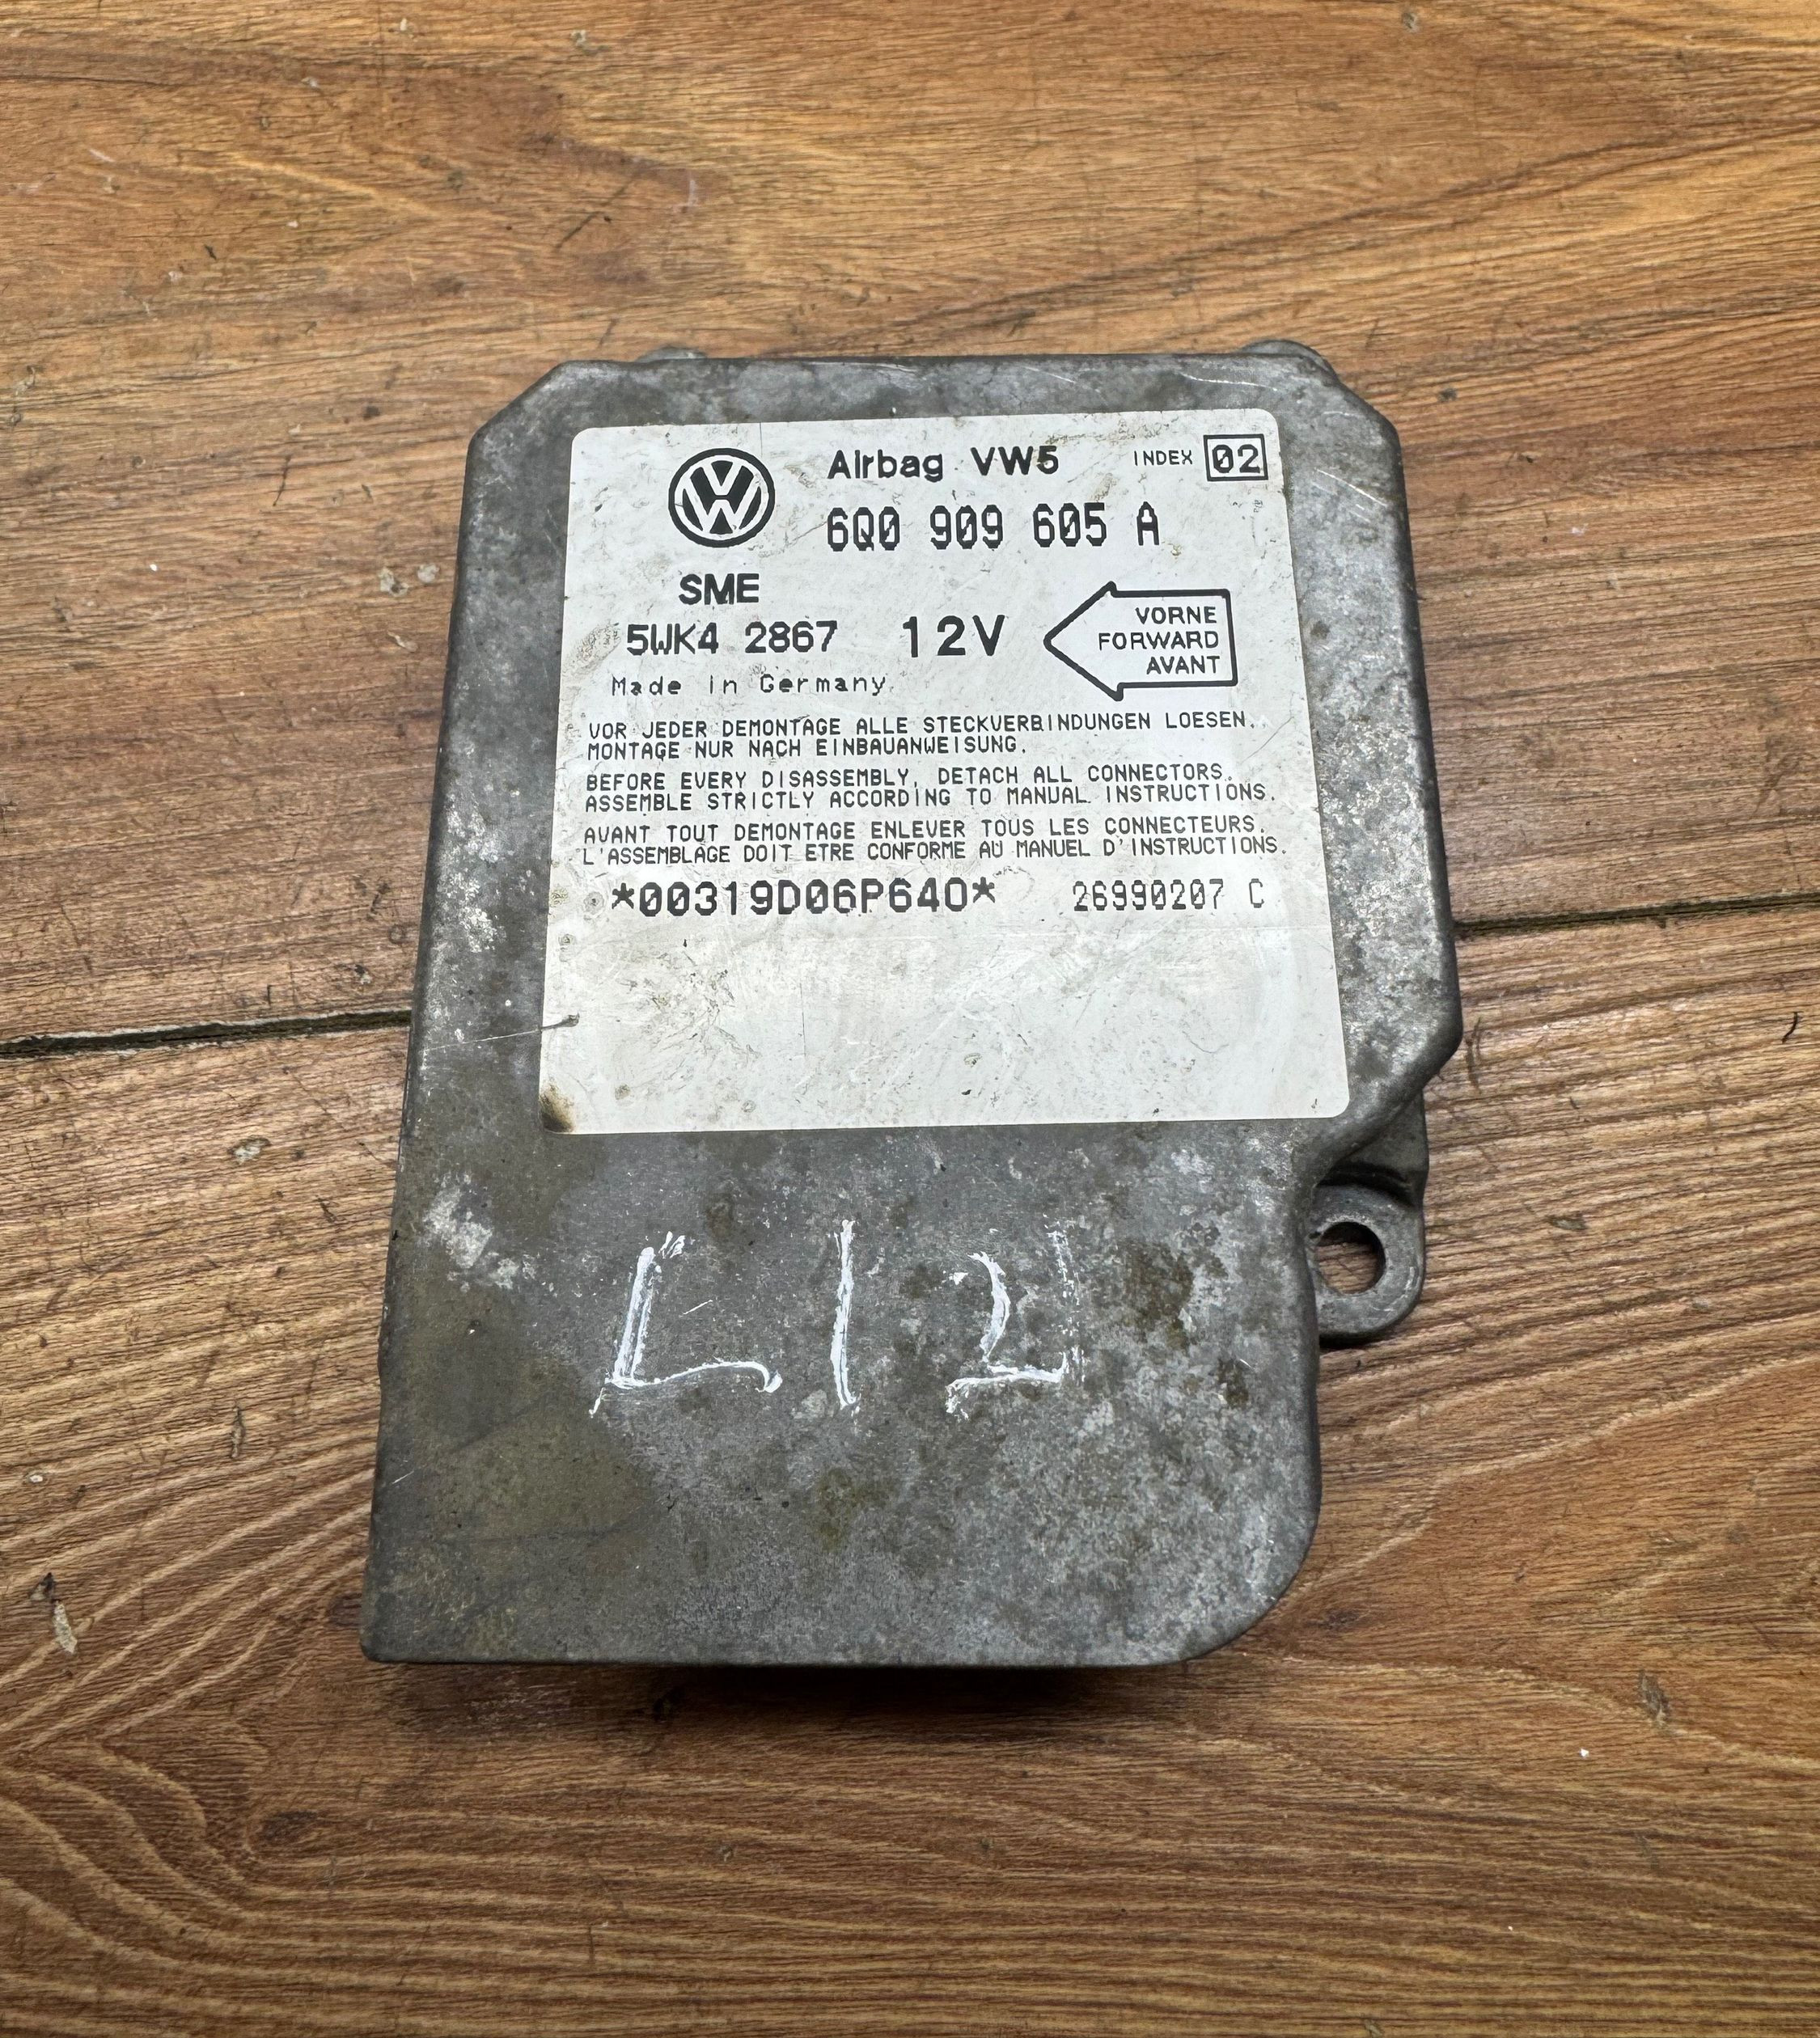 Airbag VW5 INDEX 02
6Q0 909 605 A
SME
5WK4 2867 12V
VORNE
FORWARD
AVANT
Made in Germany
VOR JEDER DEMONTAGE ALLE STECKVERBINDUNGEN LOESEN.
MONTAGE NUR NACH EINBAUANWEISUNG.
BEFORE EVERY DISASSEMBLY, DETACH ALL CONNECTORS.
ASSEMBLE STRICTLY ACCORDING TO MANUAL INSTRUCTIONS.
AVANT TOUT DEMONTAGE ENLEVER TOUS LES CONNECTEURS.
L'ASSEMBLAGE DOIT ETRE CONFORME AU MANUEL D'INSTRUCTIONS.
*00319D06P640* 26990207 C